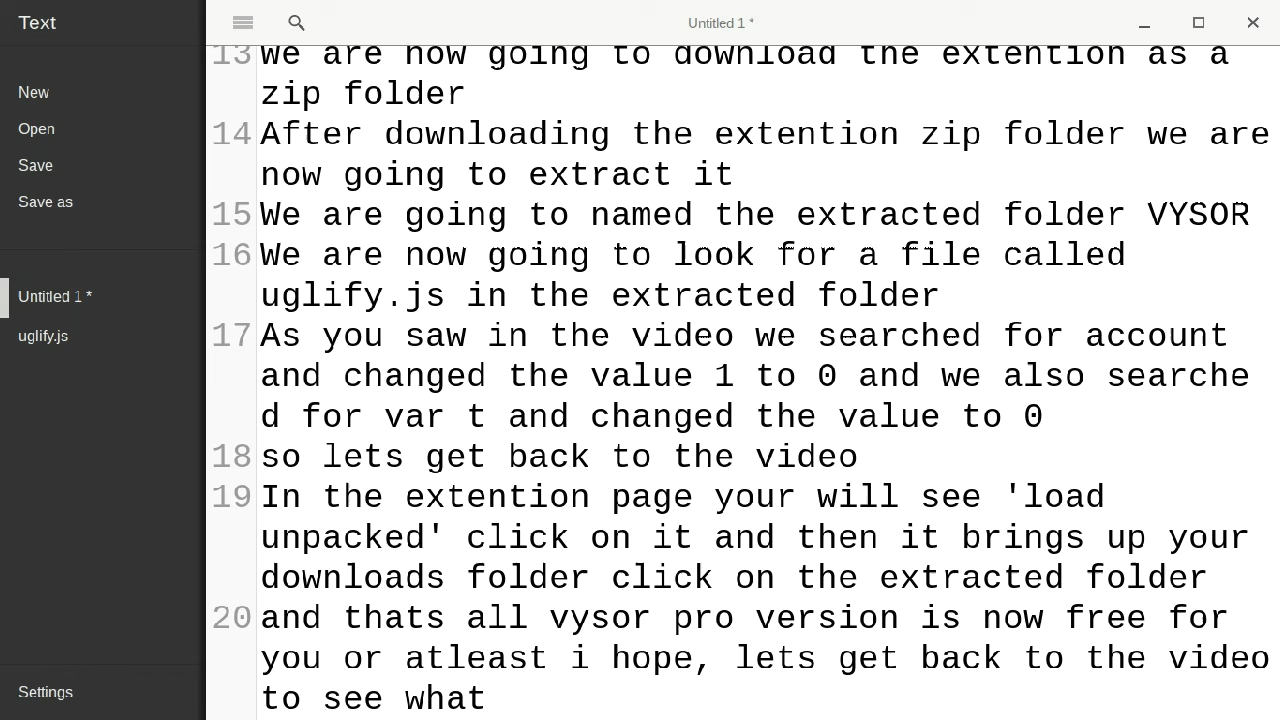 Text
Untitled 1 *
New
Open
Save
Save as
Untitled 1 *
uglify.js
Settings
13 We are now going to download the extention as a
zip folder
14 After downloading the extention zip folder we are
now going to extract it
15 We are going to named the extracted folder VYSOR
16 We are now going to look for a file called
uglify.js in the extracted folder
17 As you saw in the video we searched for account
and changed the value 1 to 0 and we also searche
d for var t and changed the value to 0
18 so lets get back to the video
19 In the extention page your will see 'load
unpacked' click on it and then it brings up your
downloads folder click on the extracted folder
20 and thats all vysor pro version is now free for
you or atleast i hope, lets get back to the video
to see what